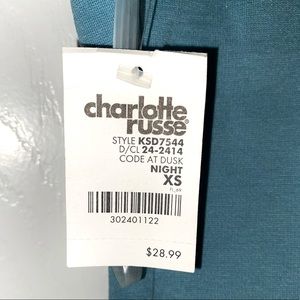 charlotte
russe
STYLE KSD7544
D/CL 24-2414
CODE AT DUSK
NIGHT
XS
302401122
$28.99